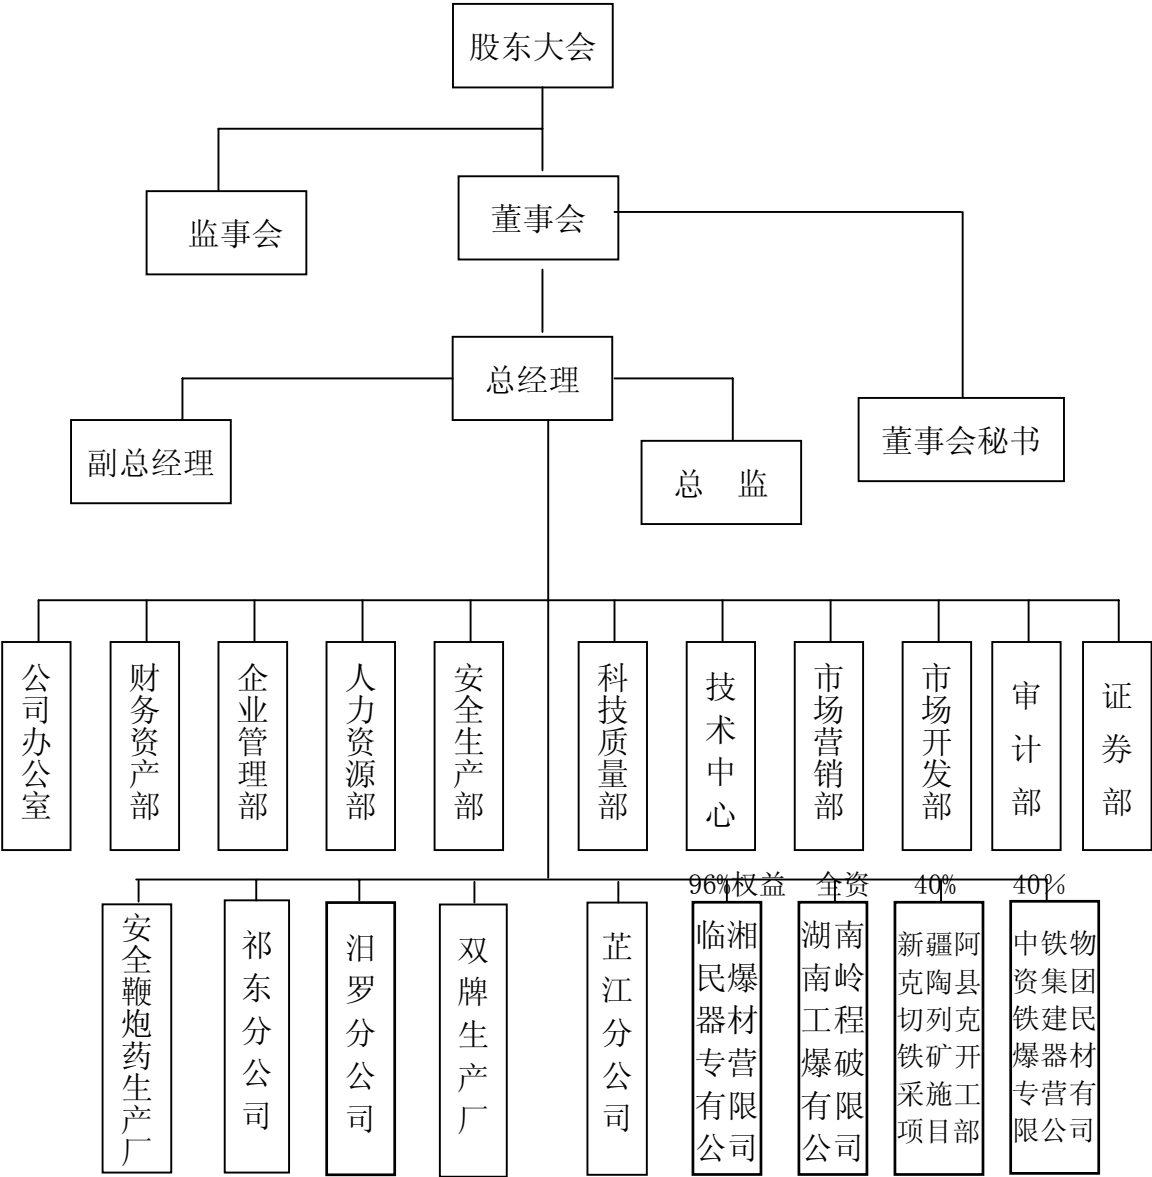 股东大会
监事会
董事会
总经理
副总经理
总 监
董事会秘书
公司办公室
财务资产部
企业管理部
人力资源部
安全生产部
科技质量部
技术中心
市场营销部
市场开发部
审计部
证券部
96%权益
全资
40%
40%
安全鞭炮药生产厂
祁东分公司
汨罗分公司
双牌生产厂
芷江分公司
临湘
民爆
器材
专营
有限
公司
湖南
南岭
工程
爆破
有限
公司
新疆阿
克陶县
切列克
铁矿开
采施工
项目部
中铁物
资集团
铁建民
爆器材
专营有
限公司